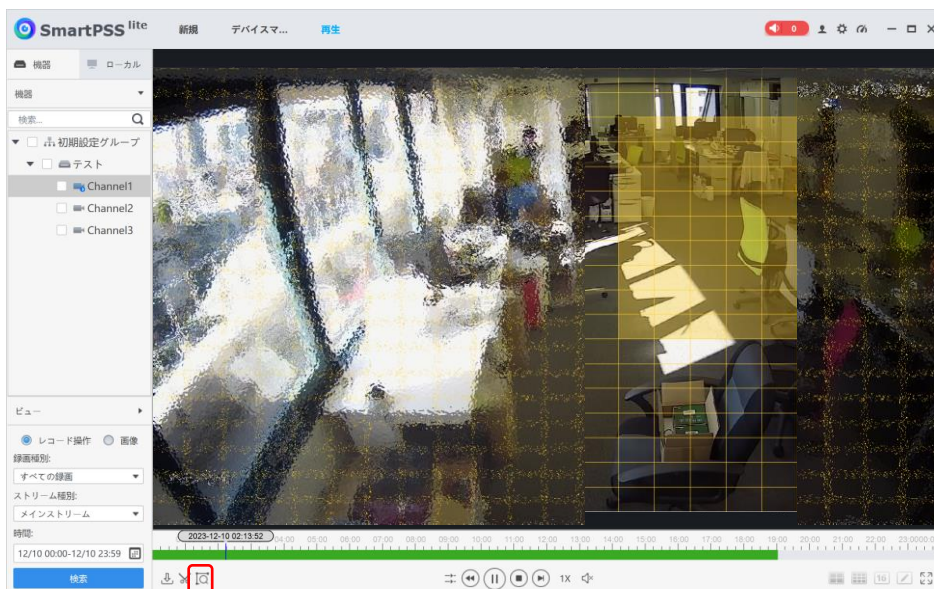 SmartPSS lite
新規
デバイスマ...
再生
0
機器
ローカル
機器
検索...
初期設定グループ
テスト
Channel1
Channel2
Channel3
ビュー
レコード操作
画像
録画種別:
すべての録画
ストリーム種別:
メインストリーム
時間:
12/10 00:00-12/10 23:59
検索
2023-12-10 02:13:52
04:00 05:00 06:00 07:00 08:00 09:00 10:00 11:00 12:00 13:00 14:00 15:00 16:00 17:00 18:00 19:00 20:00 21:00 22:00 23:00
1X
16